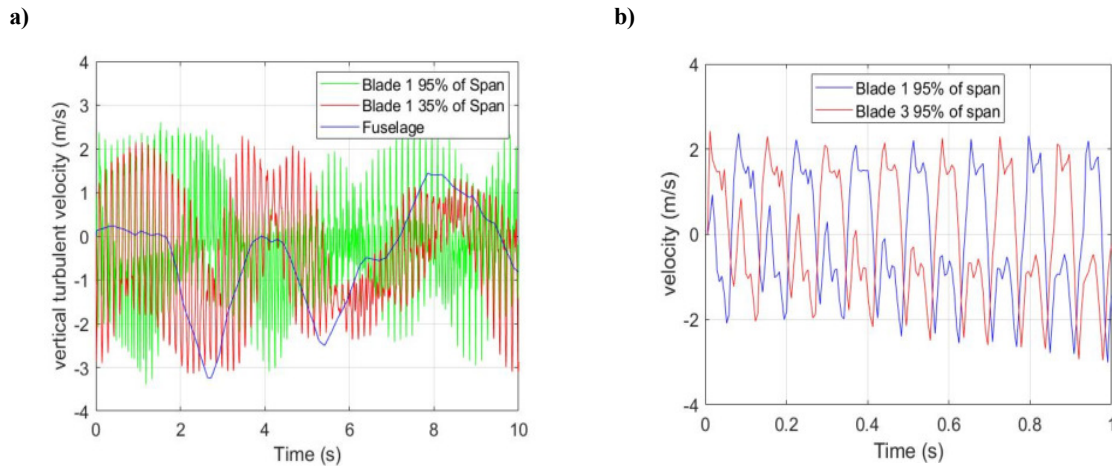 a)
b)
4
3
2
1
0
-1
-2
-3
-4
vertical turbulent velocity (m/s)
Blade 1 95% of Span
Blade 1 35% of Span
Fuselage
0
2
4
6
8
10
Time (s)
4
2
0
-2
-4
velocity (m/s)
Blade 1 95% of span
Blade 3 95% of span
0
0.2
0.4
0.6
0.8
1
Time (s)